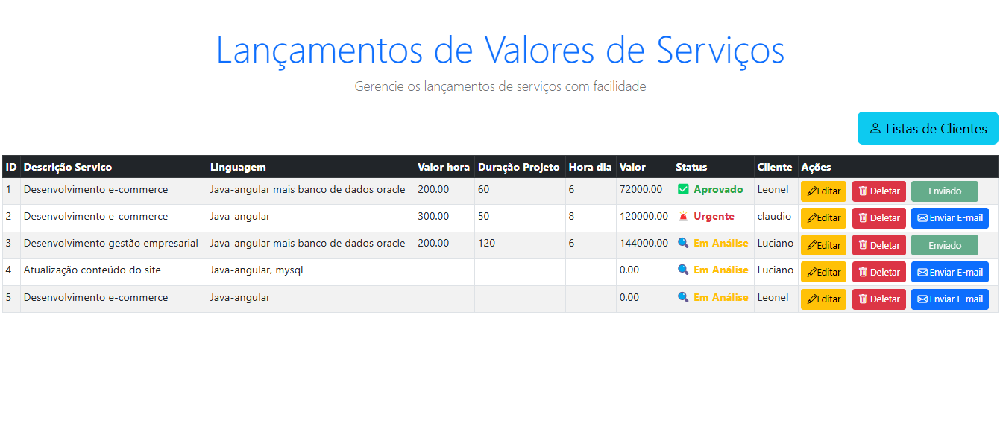 Lançamentos de Valores de Serviços
Gerencie os lançamentos de serviços com facilidade
Listas de Clientes
ID Descrição Servico Linguagem Valor hora Duração Projeto Hora dia Valor Status Cliente Ações
1 Desenvolvimento e-commerce Java-angular mais banco de dados oracle 200.00 60 6 72000.00 Aprovado Leonel Editar Deletar Enviado
2 Desenvolvimento e-commerce Java-angular 300.00 50 8 120000.00 Urgente claudio Editar Deletar Enviar E-mail
3 Desenvolvimento gestão empresarial Java-angular mais banco de dados oracle 200.00 120 6 144000.00 Em Análise Luciano Editar Deletar Enviado
4 Atualização conteúdo do site Java-angular, mysql 0.00 Em Análise Luciano Editar Deletar Enviar E-mail
5 Desenvolvimento e-commerce Java-angular 0.00 Em Análise Leonel Editar Deletar Enviar E-mail